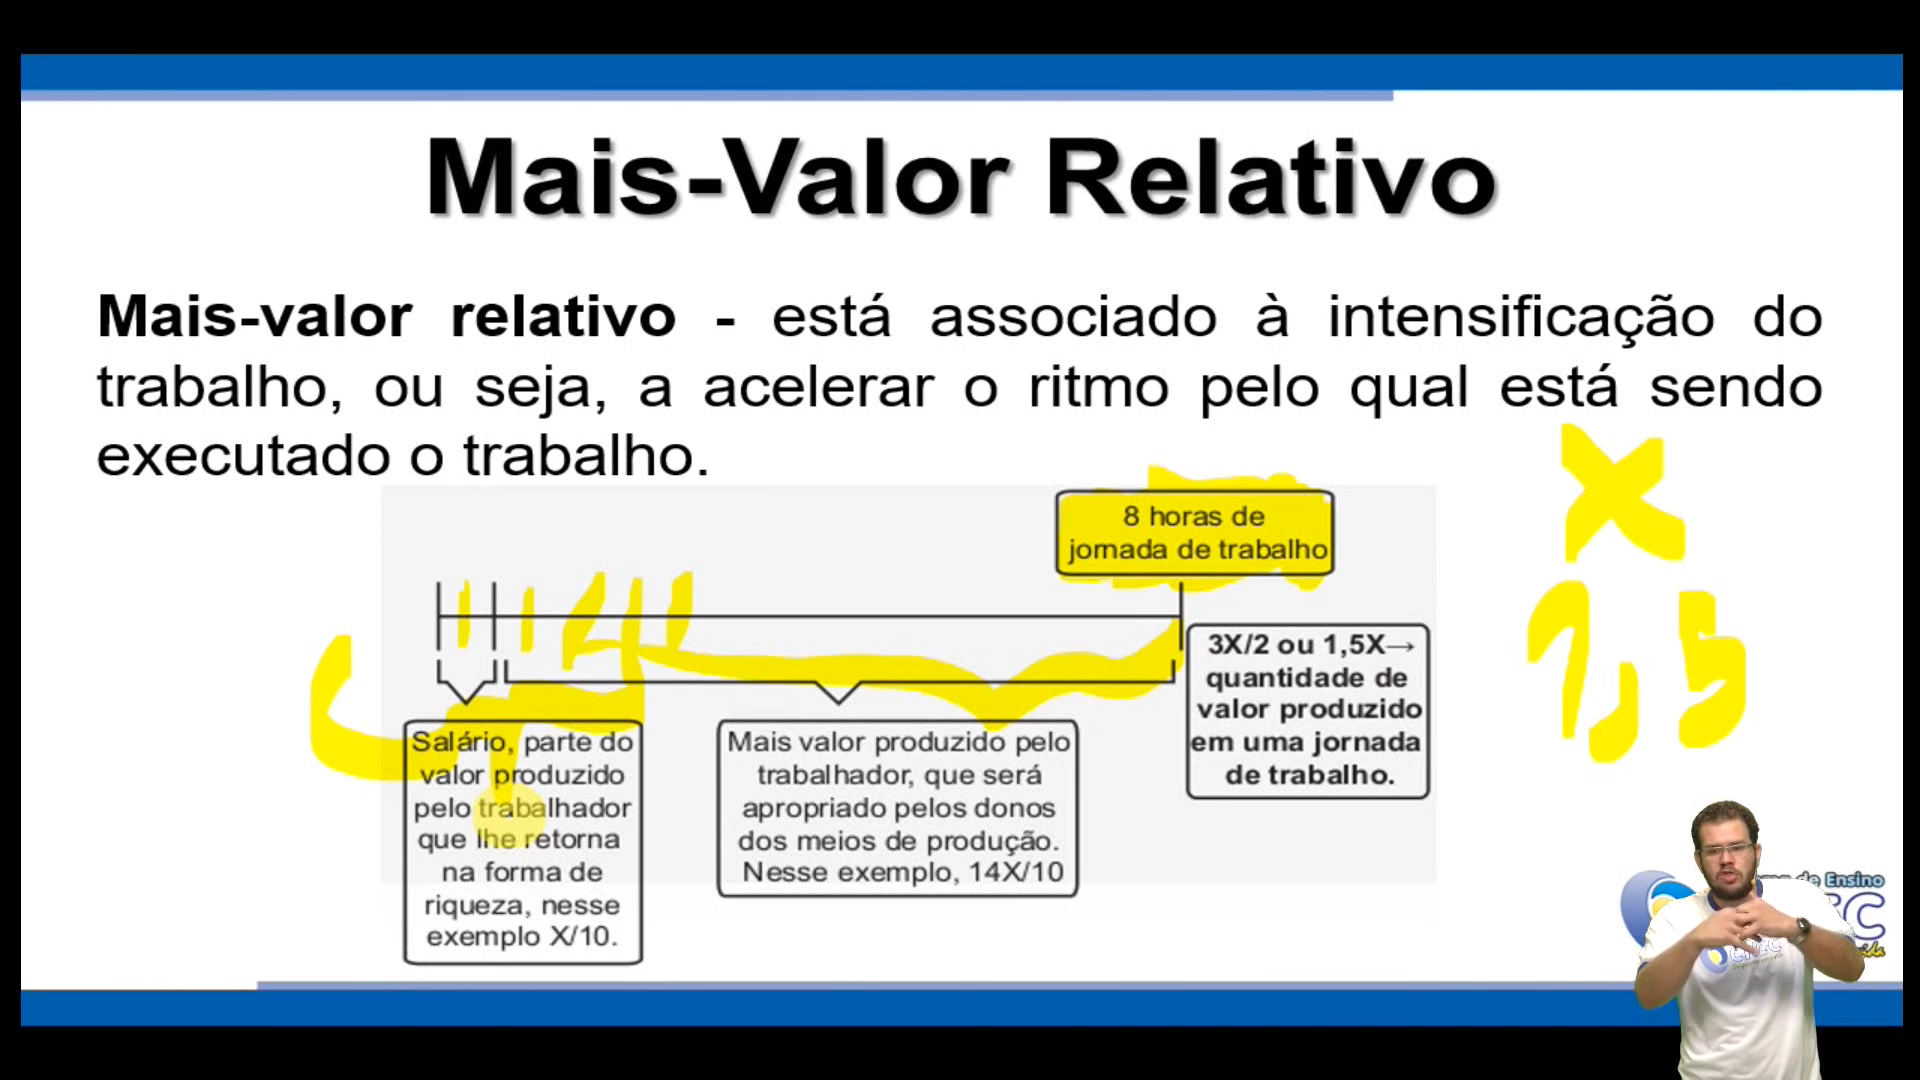 Mais-Valor Relativo
Mais-valor relativo - está associado à intensificação do
trabalho, ou seja, a acelerar o ritmo pelo qual está sendo
executado o trabalho.
8 horas de
jornada de trabalho
X
1,5
3X/2 ou 1,5X→
quantidade de
valor produzido
em uma jornada
de trabalho.
Salário, parte do
valor produzido
pelo trabalhador
que lhe retorna
na forma de
riqueza, nesse
exemplo X/10.
Mais valor produzido pelo
trabalhador, que será
apropriado pelos donos
dos meios de produção.
Nesse exemplo, 14X/10
de Ensino